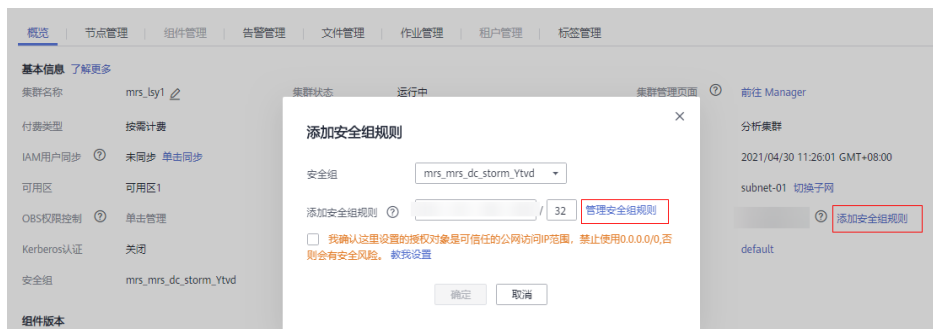 概览 节点管理 组件管理 告警管理 文件管理 作业管理 租户管理 标签管理
基本信息 了解更多
集群名称 mrs_lsy1 集群状态 运行中 集群管理页面 ? 前往 Manager
付费类型 按需计费 分析集群
添加安全组规则 ×
IAM用户同步 ? 未同步 单击同步 2021/04/30 11:26:01 GMT+08:00
安全组 mrs_mrs_dc_storm_Ytvd
可用区 可用区1 subnet-01 切换子网
添加安全组规则 ? / 32 管理安全组规则
OBS权限控制 ? 单击管理 ? 添加安全组规则
我确认这里设置的授权对象是可信任的公网访问IP范围，禁止使用0.0.0.0/0,否
则会有安全风险。 教我设置
Kerberos认证 关闭 default
安全组 mrs_mrs_dc_storm_Ytvd
确定 取消
组件版本